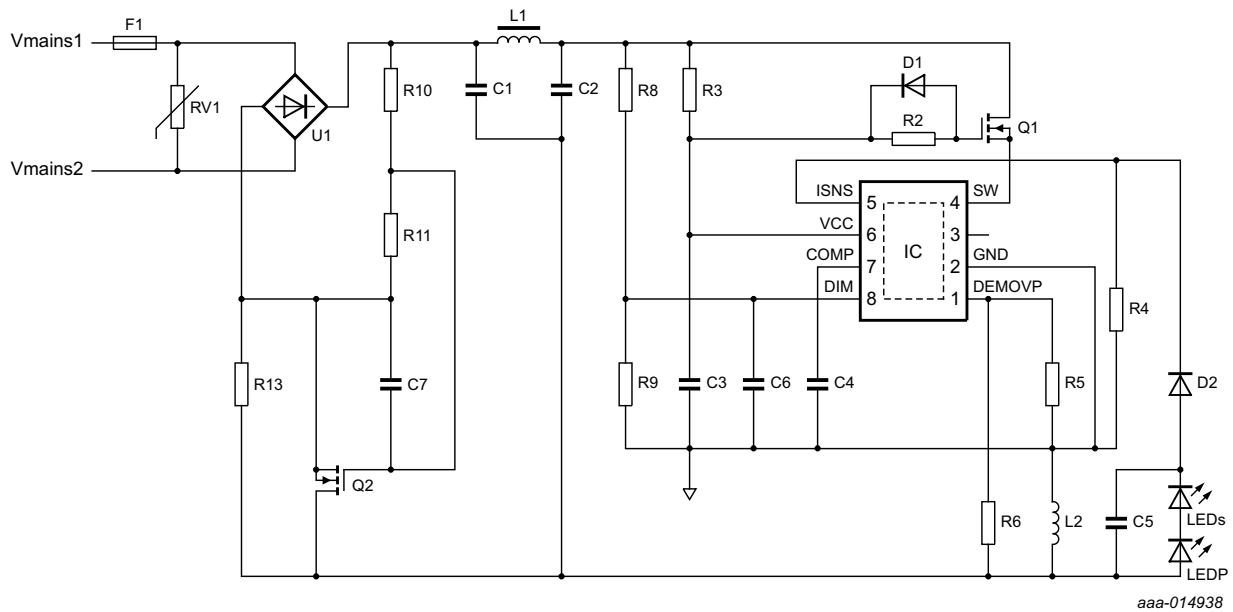 L1
F1
Vmains1
D1
R10
C1
C2
R8
R3
RV1
U1
R2
Q1
Vmains2
ISNS
5
4
SW
R11
VCC
6
3
IC
COMP
7
2
GND
DIM
8
1
DEMOVP
R4
R13
C7
R9
C3
C6
C4
R5
D2
Q2
R6
L2
C5
LEDs
LEDP
aaa-014938